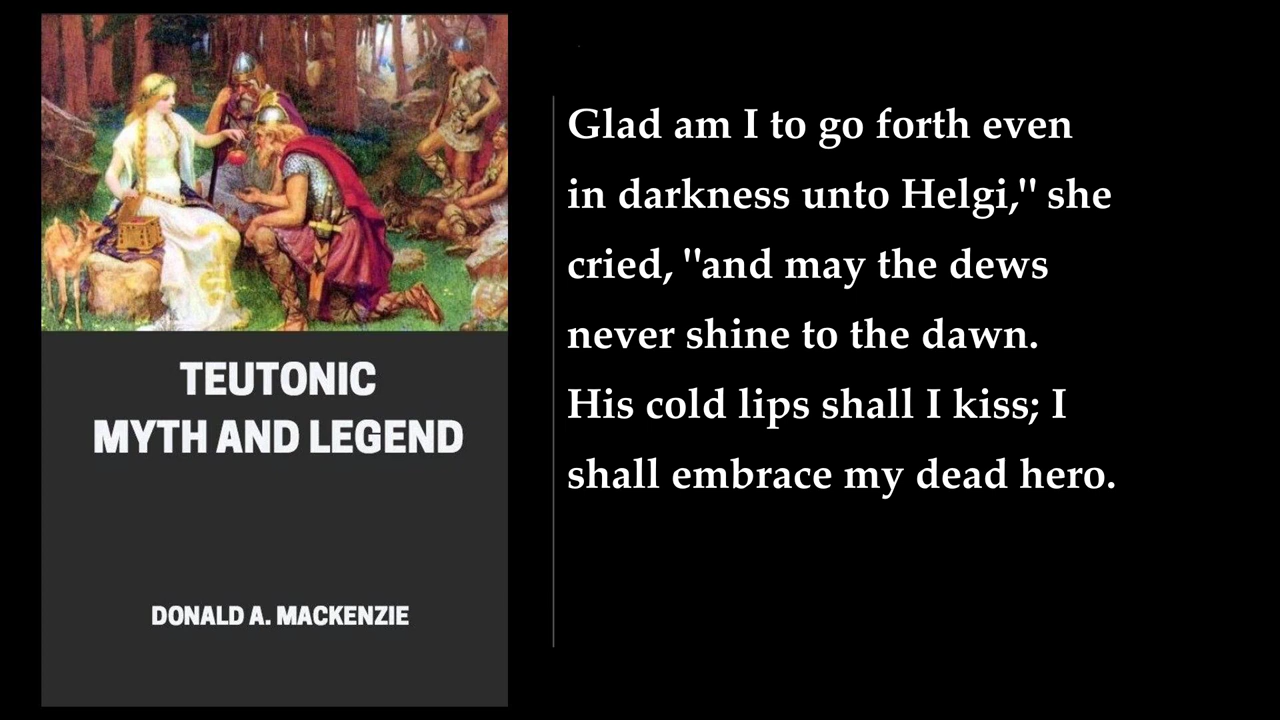 TEUTONIC
MYTH AND LEGEND
DONALD A. MACKENZIE
Glad am I to go forth even
in darkness unto Helgi," she
cried, "and may the dews
never shine to the dawn.
His cold lips shall I kiss; I
shall embrace my dead hero.